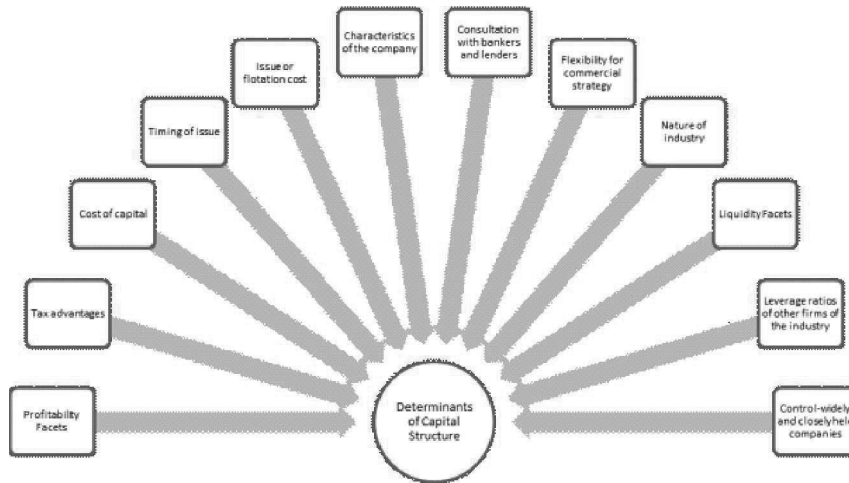 Characteristics
of the company
Consultation
with bankers
and lenders
Issue or
flotation cost
Flexibility for
commercial
strategy
Timing of issue
Nature of
industry
Cost of capital
Liquidity Facets
Tax advantages
Leverage ratios
of other firms of
the industry
Profitability
Facets
Determinants
of Capital
Structure
Control-widely
and closely held
companies